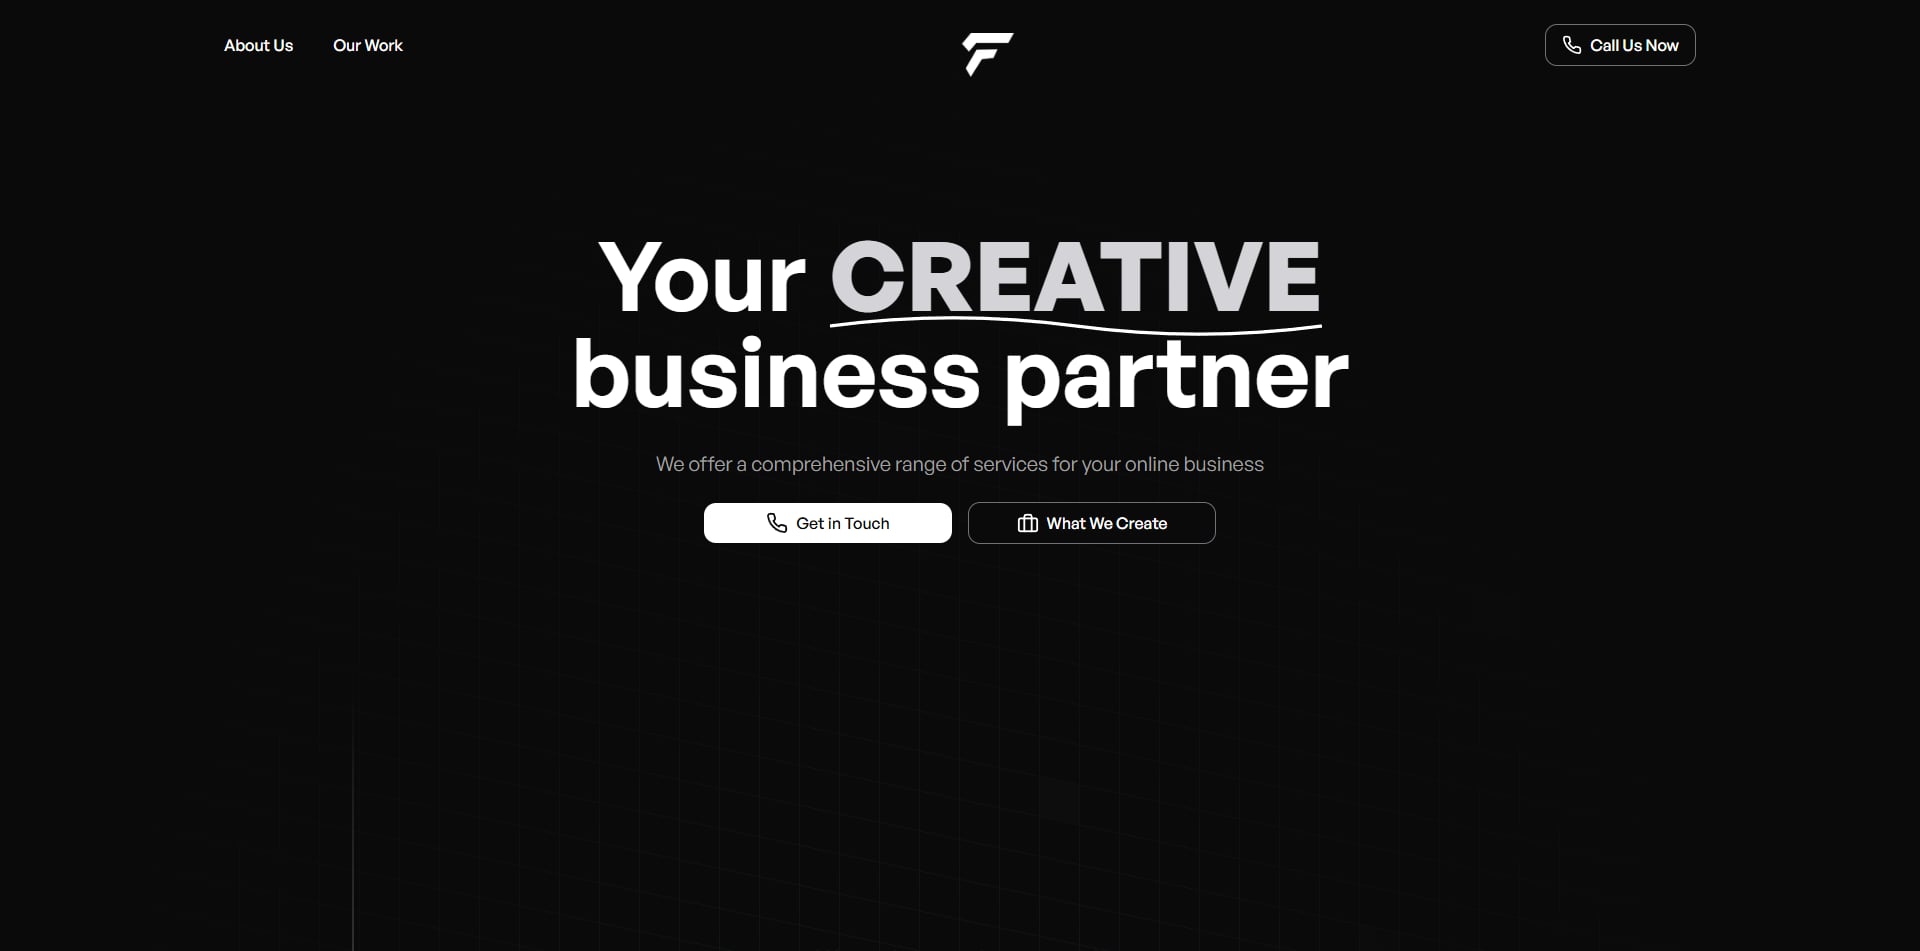 About Us
Our Work
Call Us Now
Your CREATIVE
business partner
We offer a comprehensive range of services for your online business
Get in Touch
What We Create